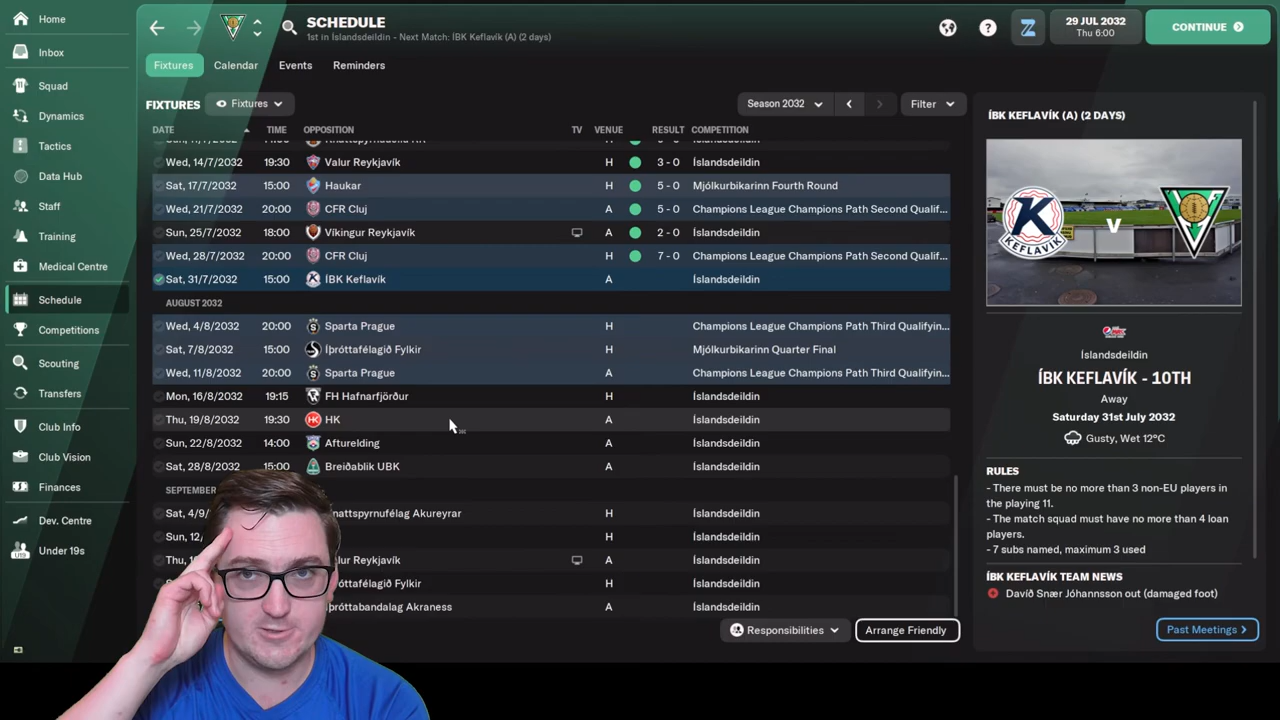 Home
Inbox
Squad
Dynamics
Tactics
Data Hub
Staff
Training
Medical Centre
Schedule
Competitions
Scouting
Transfers
Club Info
Club Vision
Finances
Dev. Centre
Under 19s
SCHEDULE
1st in Íslandsdeildin - Next Match: ÍBK Keflavík (A) (2 days)
29 JUL 2032
Thu 6:00
CONTINUE
Fixtures Calendar Events Reminders
FIXTURES Fixtures Season 2032 Filter
DATE TIME OPPOSITION TV VENUE RESULT COMPETITION
Wed, 14/7/2032 19:30 Valur Reykjavík H 3 - 0 Íslandsdeildin
Sat, 17/7/2032 15:00 Haukar H 5 - 0 Mjólkurbikarinn Fourth Round
Wed, 21/7/2032 20:00 CFR Cluj A 5 - 0 Champions League Champions Path Second Qualif...
Sun, 25/7/2032 18:00 Víkingur Reykjavík A 2 - 0 Íslandsdeildin
Wed, 28/7/2032 20:00 CFR Cluj H 7 - 0 Champions League Champions Path Second Qualif...
Sat, 31/7/2032 15:00 ÍBK Keflavík A Íslandsdeildin
AUGUST 2032
Wed, 4/8/2032 20:00 Sparta Prague H Champions League Champions Path Third Qualifyin...
Sat, 7/8/2032 15:00 Íþróttafélagið Fylkir H Mjólkurbikarinn Quarter Final
Wed, 11/8/2032 20:00 Sparta Prague A Champions League Champions Path Third Qualifyin...
Mon, 16/8/2032 19:15 FH Hafnarfjörður H Íslandsdeildin
Thu, 19/8/2032 19:30 HK A Íslandsdeildin
Sun, 22/8/2032 14:00 Afturelding A Íslandsdeildin
Sat, 28/8/2032 15:00 Breiðablik UBK A Íslandsdeildin
SEPTEMBER
Sat, 4/9/ nattspyrnufélag Akureyrar H Íslandsdeildin
Sun, 12/ H Íslandsdeildin
Thu, lur Reykjavík A Íslandsdeildin
þróttafélagið Fylkir H Íslandsdeildin
þróttabandalag Akraness A Íslandsdeildin
Responsibilities Arrange Friendly
ÍBK KEFLAVÍK (A) (2 DAYS)
KEFLAVÍK
V
Íslandsdeildin
ÍBK KEFLAVÍK - 10TH
Away
Saturday 31st July 2032
Gusty, Wet 12°C
RULES
- There must be no more than 3 non-EU players in
the playing 11.
- The match squad must have no more than 4 loan
players.
- 7 subs named, maximum 3 used
ÍBK KEFLAVÍK TEAM NEWS
Davíð Snær Jóhannsson out (damaged foot)
Past Meetings